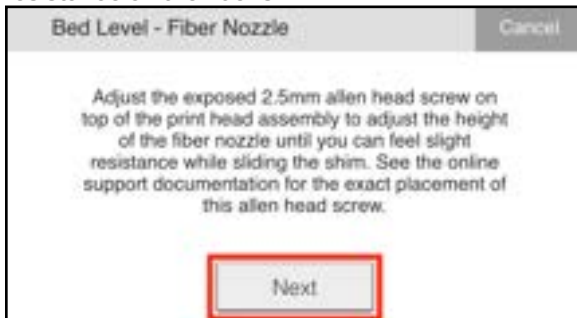 Bed Level - Fiber Nozzle
Cancel
Adjust the exposed 2.5mm allen head screw on
top of the print head assembly to adjust the height
of the fiber nozzle until you can feel slight
resistance while sliding the shim. See the online
support documentation for the exact placement of
this allen head screw.
Next